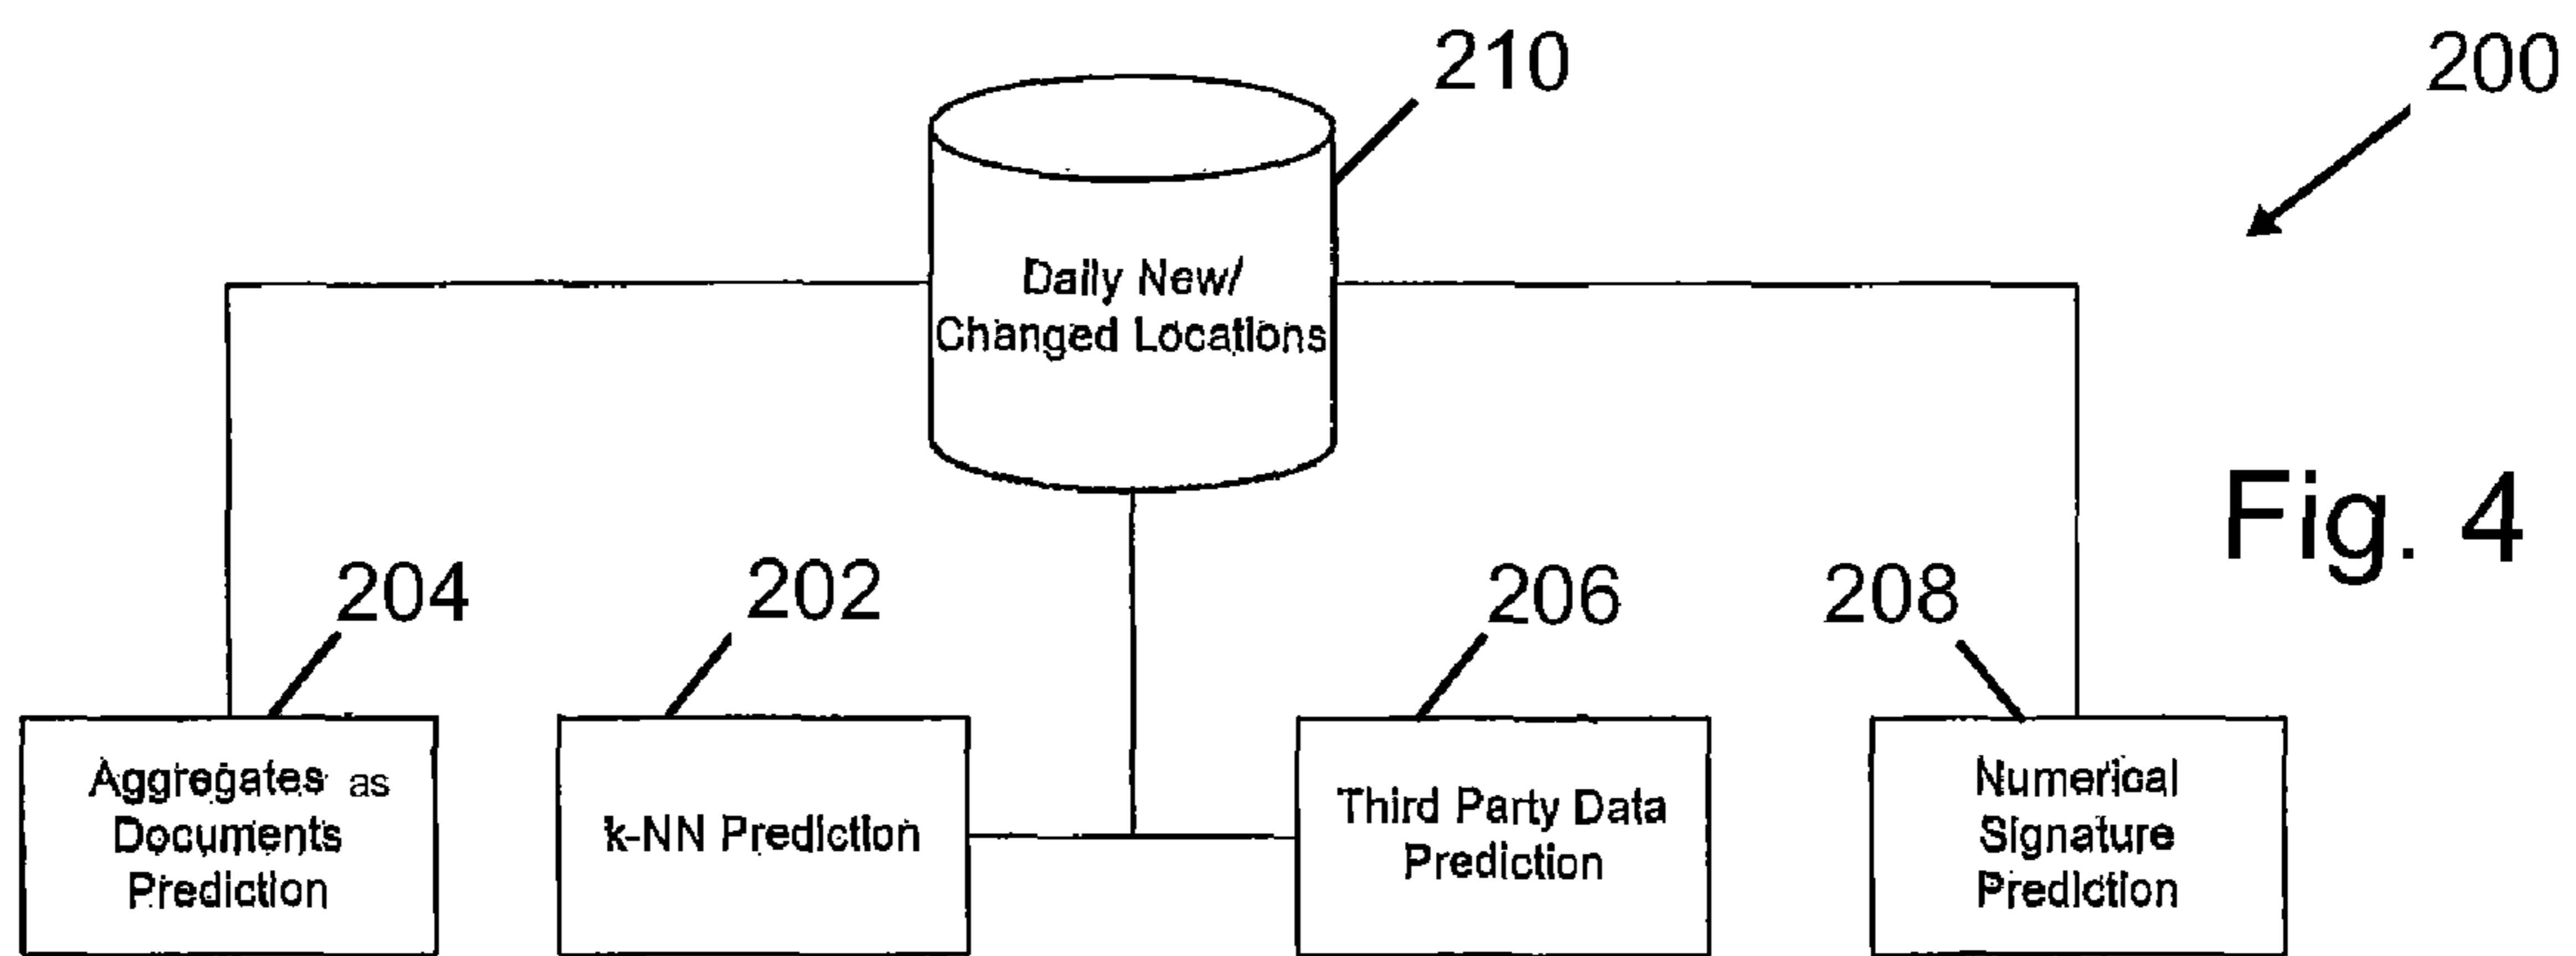 210
200
Daily New/
Changed Locations
Fig. 4
204
202
206
208
Aggregates as
Documents
Prediction
k-NN Prediction
Third Party Data
Prediction
Numerical
Signature
Prediction